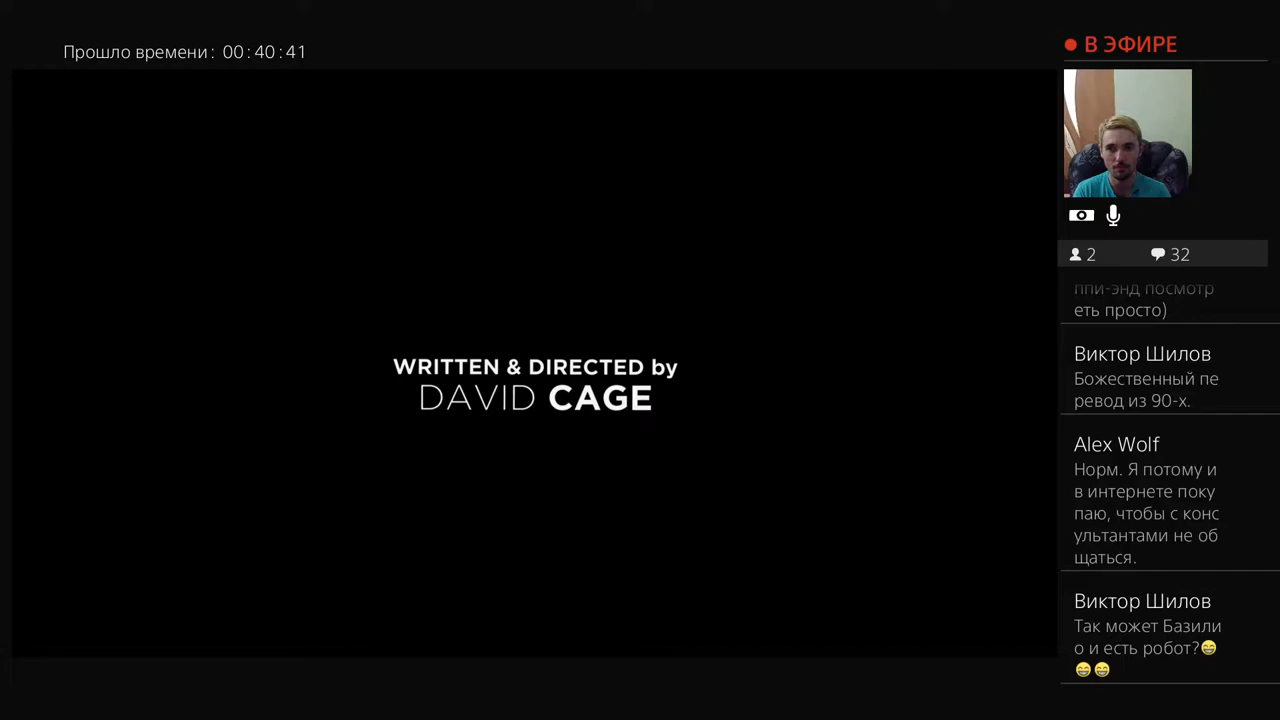 Прошло времени: 00:40:41
В ЭФИРЕ
WRITTEN & DIRECTED by
DAVID CAGE
2 32
ппи-энд посмотр
еть просто)
Виктор Шилов
Божественный пе
ревод из 90-х.
Alex Wolf
Норм. Я потому и
в интернете поку
паю, чтобы с конс
ультантами не об
щаться.
Виктор Шилов
Так может Базили
о и есть робот?😁
😁😁